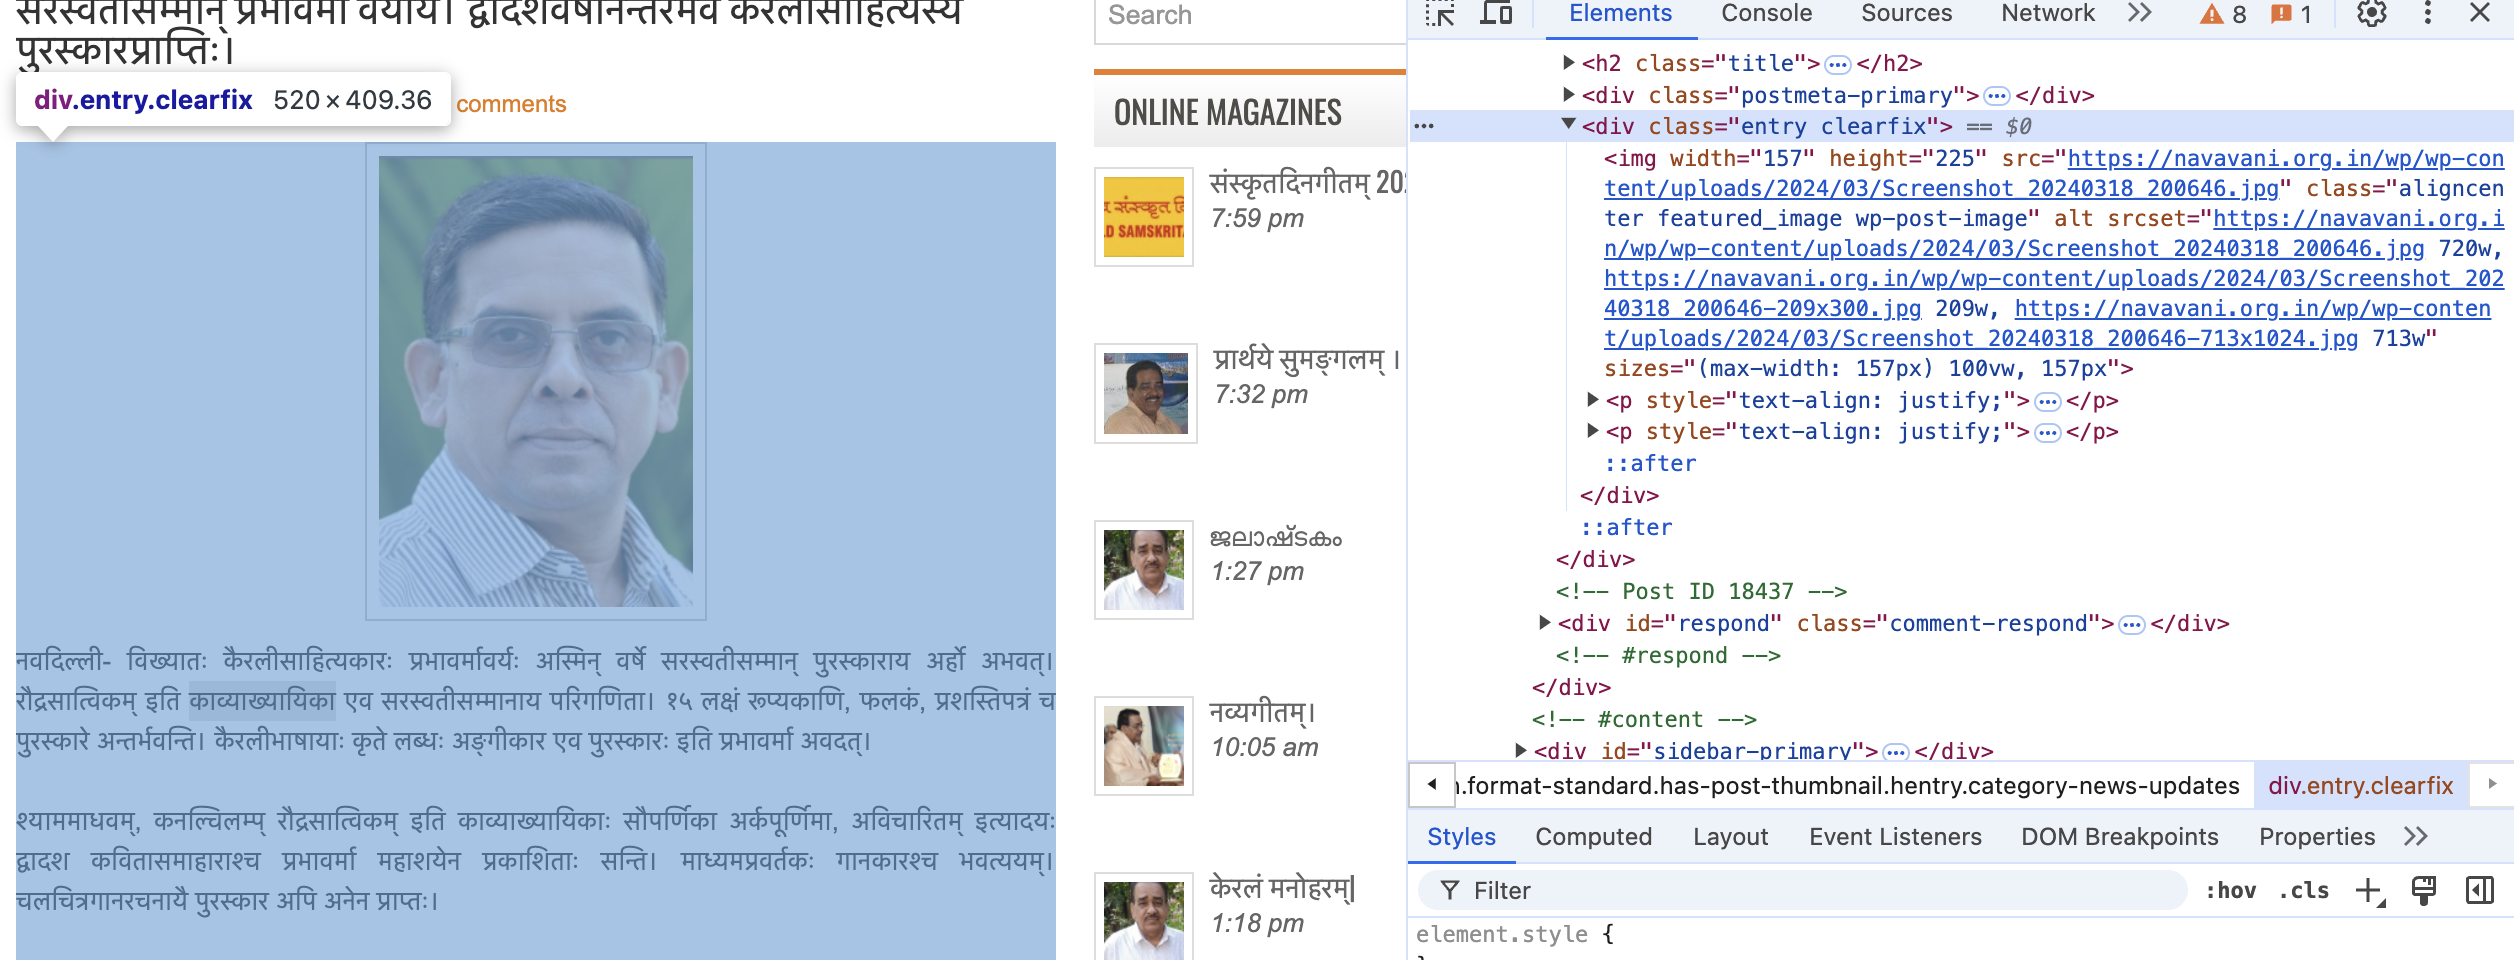 सरस्वतीसम्मान् प्रभावर्मा वर्याय। द्वादशवर्षानन्तरमेव कैरलीसाहित्यस्य
पुरस्कारप्राप्तिः।
div.entry.clearfix 520 × 409.36
comments
नवदिल्ली- विख्यातः कैरलीसाहित्यकारः प्रभावर्मावर्यः अस्मिन् वर्षे सरस्वतीसम्मान् पुरस्काराय अर्हो अभवत्।
रौद्रसात्विकम् इति काव्याख्यायिका एव सरस्वतीसम्मानाय परिगणिता। १५ लक्षं रूप्यकाणि, फलकं, प्रशस्तिपत्रं च
पुरस्कारे अन्तर्भवन्ति। कैरलीभाषायाः कृते लब्धः अङ्गीकार एव पुरस्कारः इति प्रभावर्मा अवदत्।
श्याममाधवम्, कनल्चिलम्प् रौद्रसात्विकम् इति काव्याख्यायिकाः सौपर्णिका अर्कपूर्णिमा, अविचारितम् इत्यादयः
द्वादश कवितासमाहाराश्च प्रभावर्मा महाशयेन प्रकाशिताः सन्ति। माध्यमप्रवर्तकः गानकारश्च भवत्ययम्।
चलचित्रगानरचनायै पुरस्कार अपि अनेन प्राप्तः।
Search
ONLINE MAGAZINES
संस्कृतदिनगीतम् 20
7:59 pm
प्रार्थये सुमङ्गलम् ।
7:32 pm
ജലാഷ്ടകം
1:27 pm
नव्यगीतम्।
10:05 am
केरलं मनोहरम्|
1:18 pm
Elements Console Sources Network 8 1
<h2 class="title">…</h2>
<div class="postmeta-primary">…</div>
… <div class="entry clearfix"> == $0
<img width="157" height="225" src="https://navavani.org.in/wp/wp-con
tent/uploads/2024/03/Screenshot_20240318_200646.jpg" class="aligncen
ter featured_image wp-post-image" alt srcset="https://navavani.org.i
n/wp/wp-content/uploads/2024/03/Screenshot_20240318_200646.jpg 720w,
https://navavani.org.in/wp/wp-content/uploads/2024/03/Screenshot_202
40318_200646-209x300.jpg 209w, https://navavani.org.in/wp/wp-conten
t/uploads/2024/03/Screenshot_20240318_200646-713x1024.jpg 713w"
sizes="(max-width: 157px) 100vw, 157px">
<p style="text-align: justify;">…</p>
<p style="text-align: justify;">…</p>
::after
</div>
::after
</div>
<!-- Post ID 18437 -->
<div id="respond" class="comment-respond">…</div>
<!-- #respond -->
</div>
<!-- #content -->
<div id="sidebar-primary">…</div>
.format-standard.has-post-thumbnail.hentry.category-news-updates div.entry.clearfix
Styles Computed Layout Event Listeners DOM Breakpoints Properties
Filter :hov .cls
element.style {